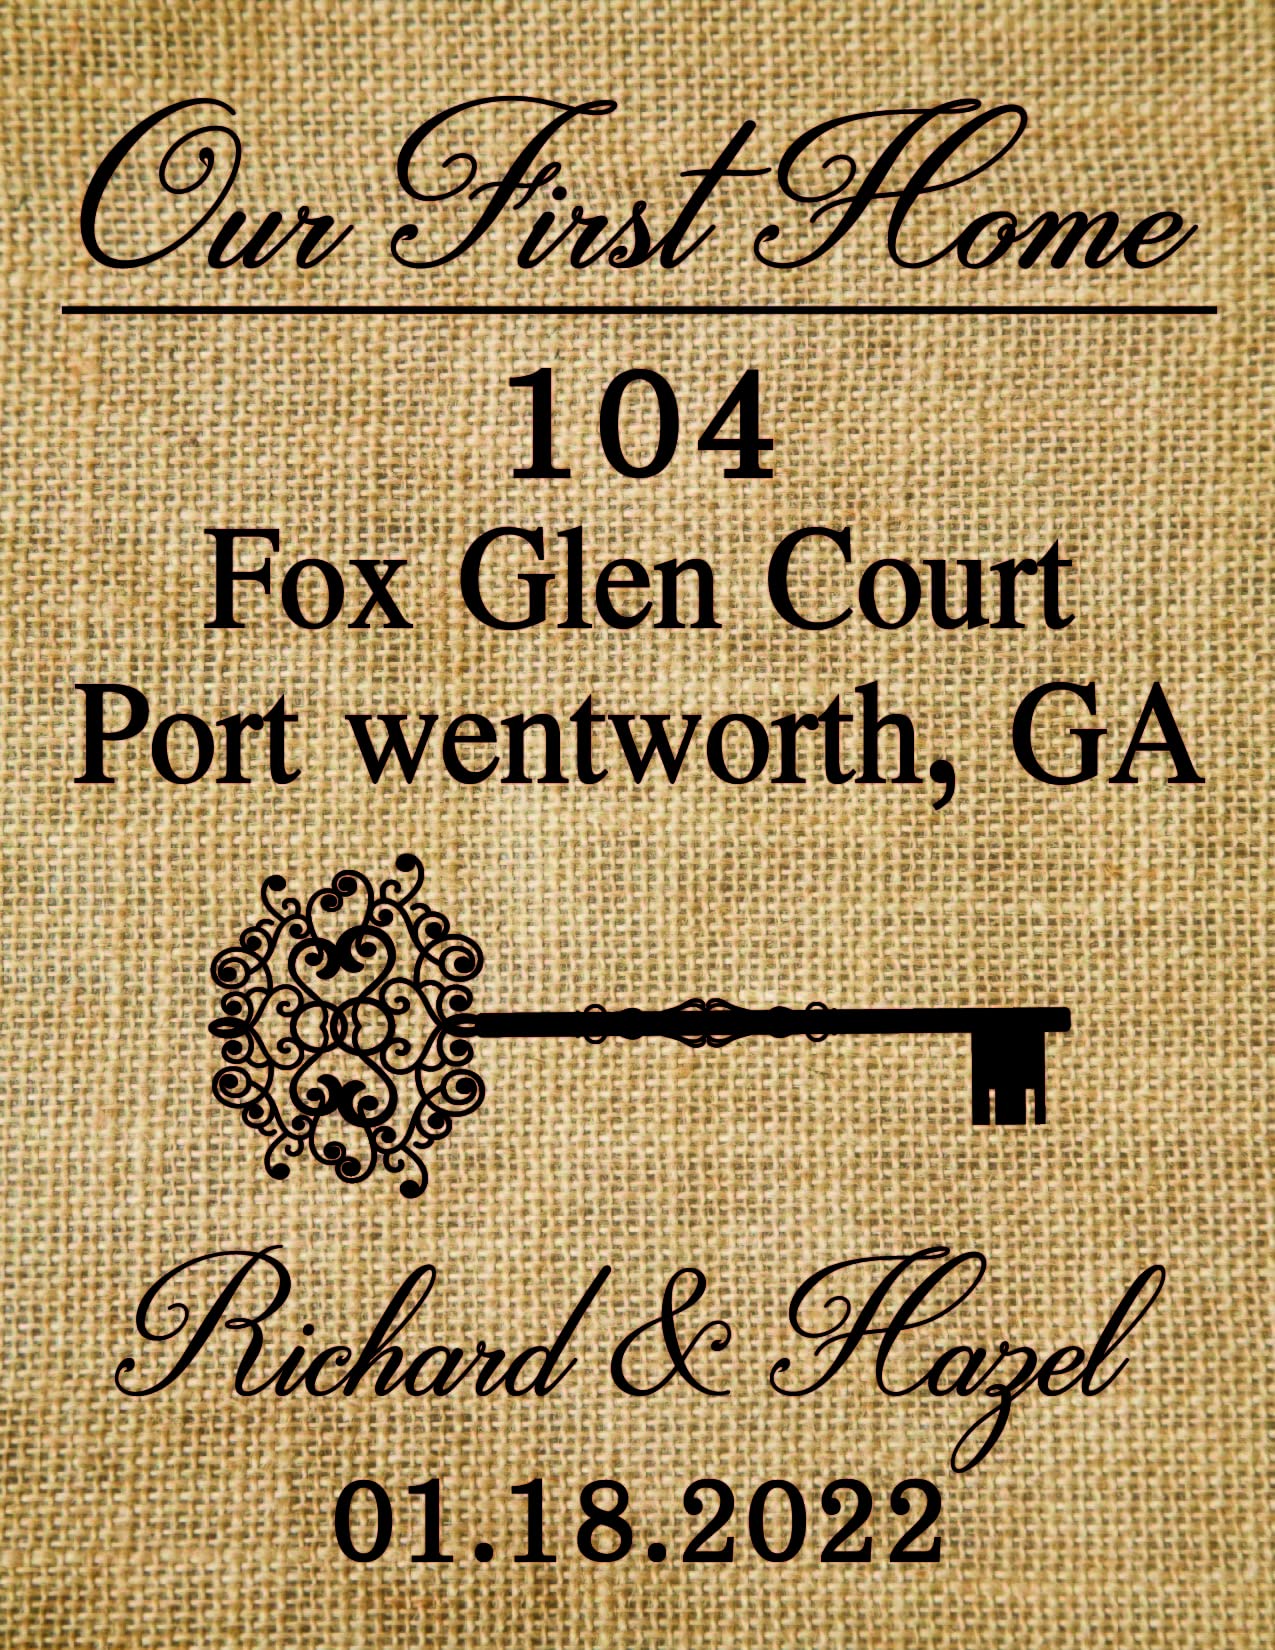 Our First Home
104
Fox Glen Court
Port wentworth, GA
Richard & Hazel
01.18.2022